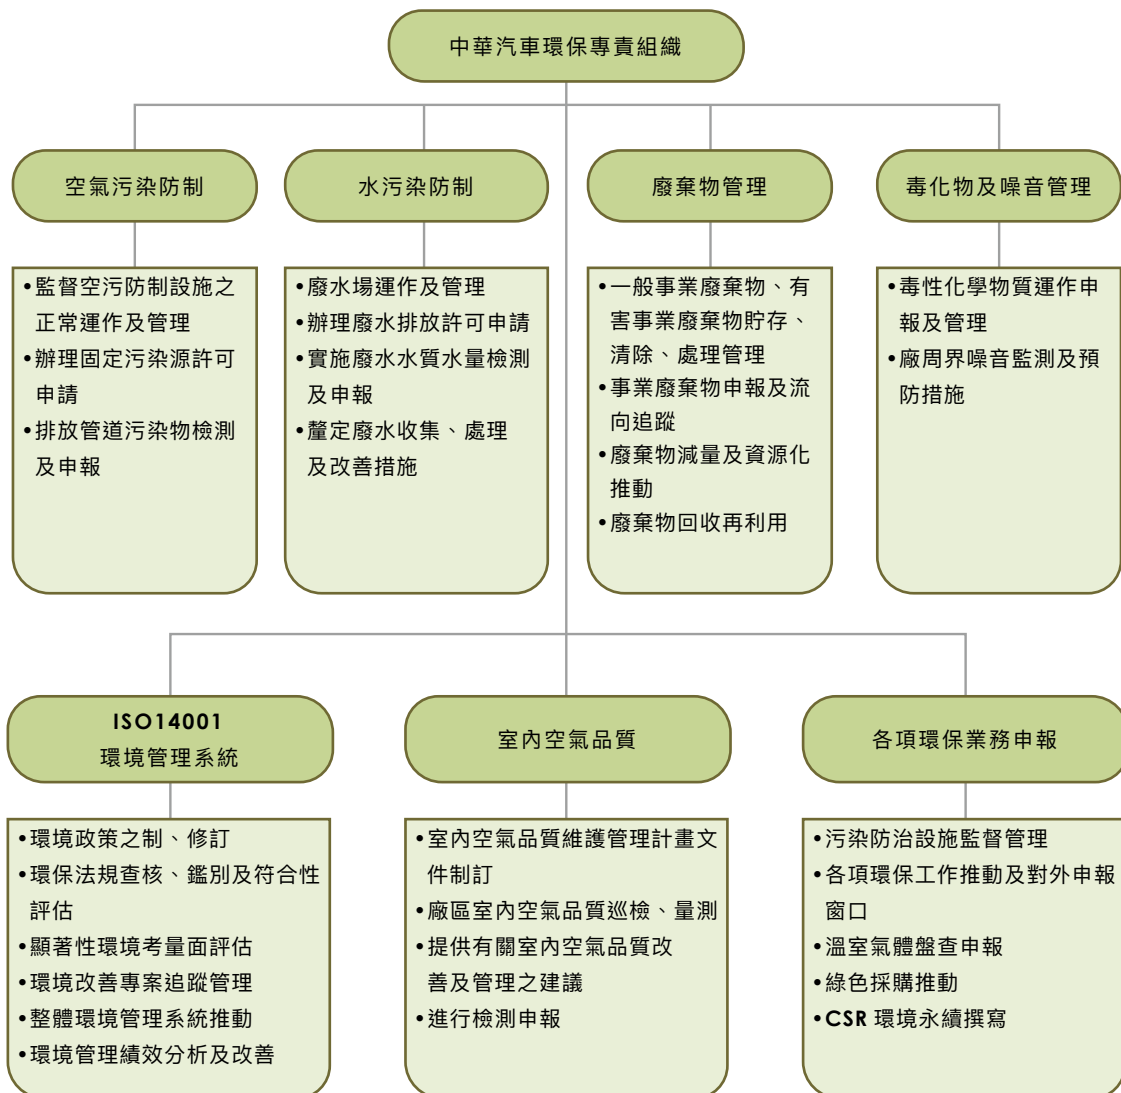 中華汽車環保專責組織
空氣污染防制
•監督空污防制設施之
正常運作及管理
•辦理固定污染源許可
申請
•排放管道污染物檢測
及申報
水污染防制
•廢水場運作及管理
•辦理廢水排放許可申請
•實施廢水水質水量檢測
及申報
•釐定廢水收集、處理
及改善措施
廢棄物管理
•一般事業廢棄物、有
害事業廢棄物貯存、
清除、處理管理
•事業廢棄物申報及流
向追蹤
•廢棄物減量及資源化
推動
•廢棄物回收再利用
毒化物及噪音管理
•毒性化學物質運作申
報及管理
•廠周界噪音監測及預
防措施
ISO14001
環境管理系統
•環境政策之制、修訂
•環保法規查核、鑑別及符合性
評估
•顯著性環境考量面評估
•環境改善專案追蹤管理
•整體環境管理系統推動
•環境管理績效分析及改善
室內空氣品質
•室內空氣品質維護管理計畫文
件制訂
•廠區室內空氣品質巡檢、量測
•提供有關室內空氣品質改
善及管理之建議
•進行檢測申報
各項環保業務申報
•污染防治設施監督管理
•各項環保工作推動及對外申報
窗口
•溫室氣體盤查申報
•綠色採購推動
•CSR 環境永續撰寫